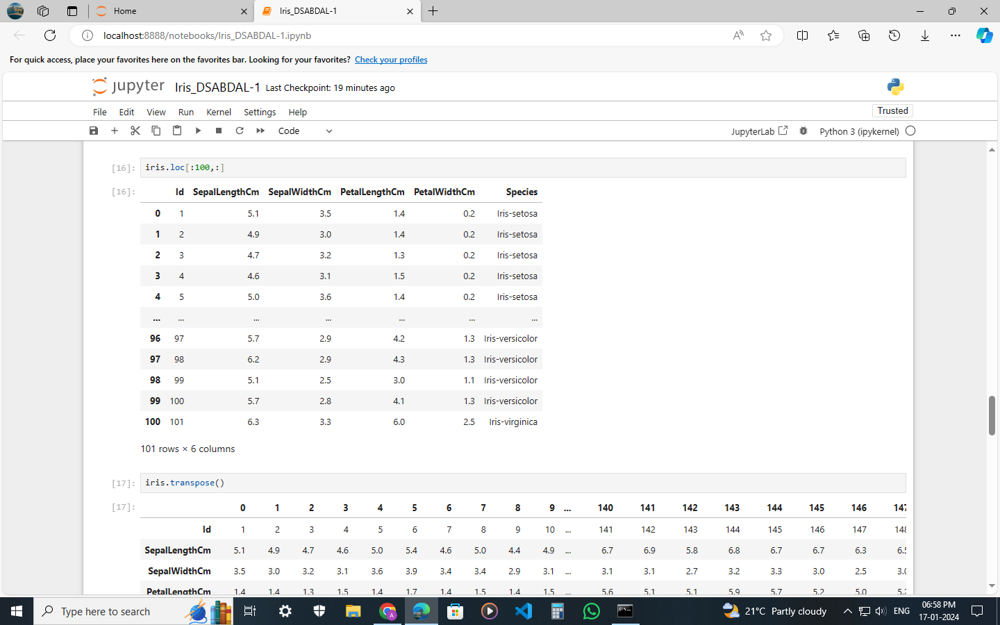 Home
Iris_DSABDAL-1
localhost:8888/notebooks/Iris_DSABDAL-1.ipynb
For quick access, place your favorites here on the favorites bar. Looking for your favorites? Check your profiles
jupyter Iris_DSABDAL-1 Last Checkpoint: 19 minutes ago
File Edit View Run Kernel Settings Help
Trusted
Code
JupyterLab
Python 3 (ipykernel)
[16]: iris.loc[:100,:]
[16]: Id SepalLengthCm SepalWidthCm PetalLengthCm PetalWidthCm Species
0 1 5.1 3.5 1.4 0.2 Iris-setosa
1 2 4.9 3.0 1.4 0.2 Iris-setosa
2 3 4.7 3.2 1.3 0.2 Iris-setosa
3 4 4.6 3.1 1.5 0.2 Iris-setosa
4 5 5.0 3.6 1.4 0.2 Iris-setosa
... ... ... ... ... ... ...
96 97 5.7 2.9 4.2 1.3 Iris-versicolor
97 98 6.2 2.9 4.3 1.3 Iris-versicolor
98 99 5.1 2.5 3.0 1.1 Iris-versicolor
99 100 5.7 2.8 4.1 1.3 Iris-versicolor
100 101 6.3 3.3 6.0 2.5 Iris-virginica
101 rows × 6 columns
[17]: iris.transpose()
[17]: 0 1 2 3 4 5 6 7 8 9 ... 140 141 142 143 144 145 146 147
Id 1 2 3 4 5 6 7 8 9 10 ... 141 142 143 144 145 146 147 148
SepalLengthCm 5.1 4.9 4.7 4.6 5.0 5.4 4.6 5.0 4.4 4.9 ... 6.7 6.9 5.8 6.8 6.7 6.7 6.3 6.5
SepalWidthCm 3.5 3.0 3.2 3.1 3.6 3.9 3.4 3.4 2.9 3.1 ... 3.1 3.1 2.7 3.2 3.3 3.0 2.5 3.0
PetalLengthCm 1.4 1.4 1.3 1.5 1.4 1.7 1.4 1.5 1.4 1.5 ... 5.6 5.1 5.1 5.9 5.7 5.2 5.0 5.2
Type here to search
21°C Partly cloudy
ENG
06:58 PM
17-01-2024